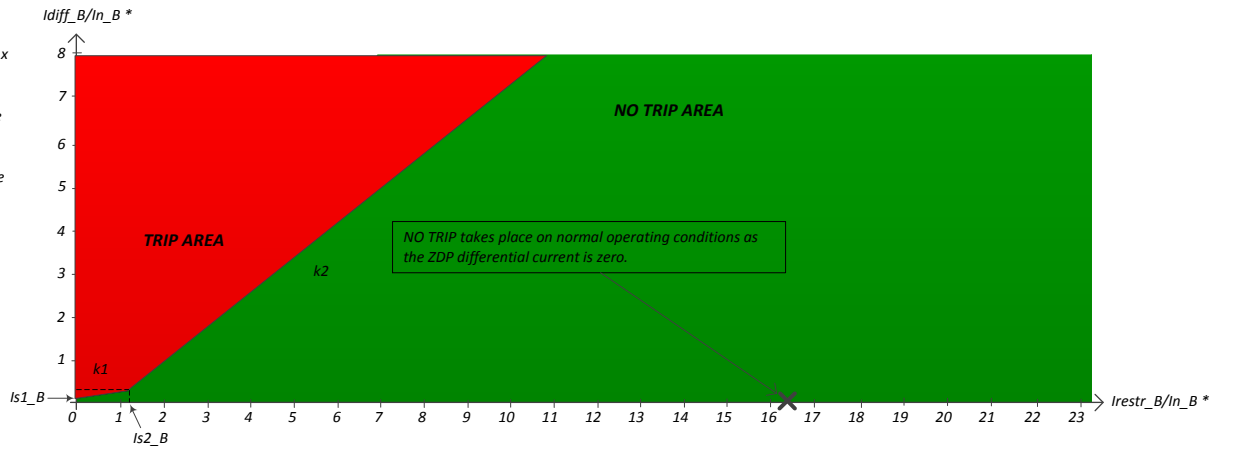 Idiff_B/In_B *
x
8
7
NO TRIP AREA
6
e
5
4
TRIP AREA
NO TRIP takes place on normal operating conditions as
the ZDP differential current is zero.
3
k2
2
1
k1
Is1_B
0 1 2 3 4 5 6 7 8 9 10 11 12 13 14 15 16 17 18 19 20 21 22 23
Irestr_B/In_B *
Is2_B